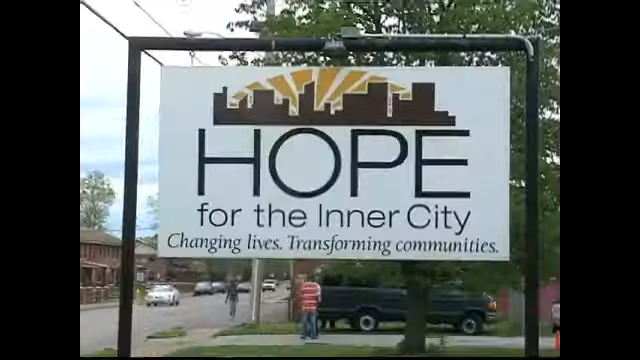 HOPE
for the Inner City
Changing lives. Transforming communities.